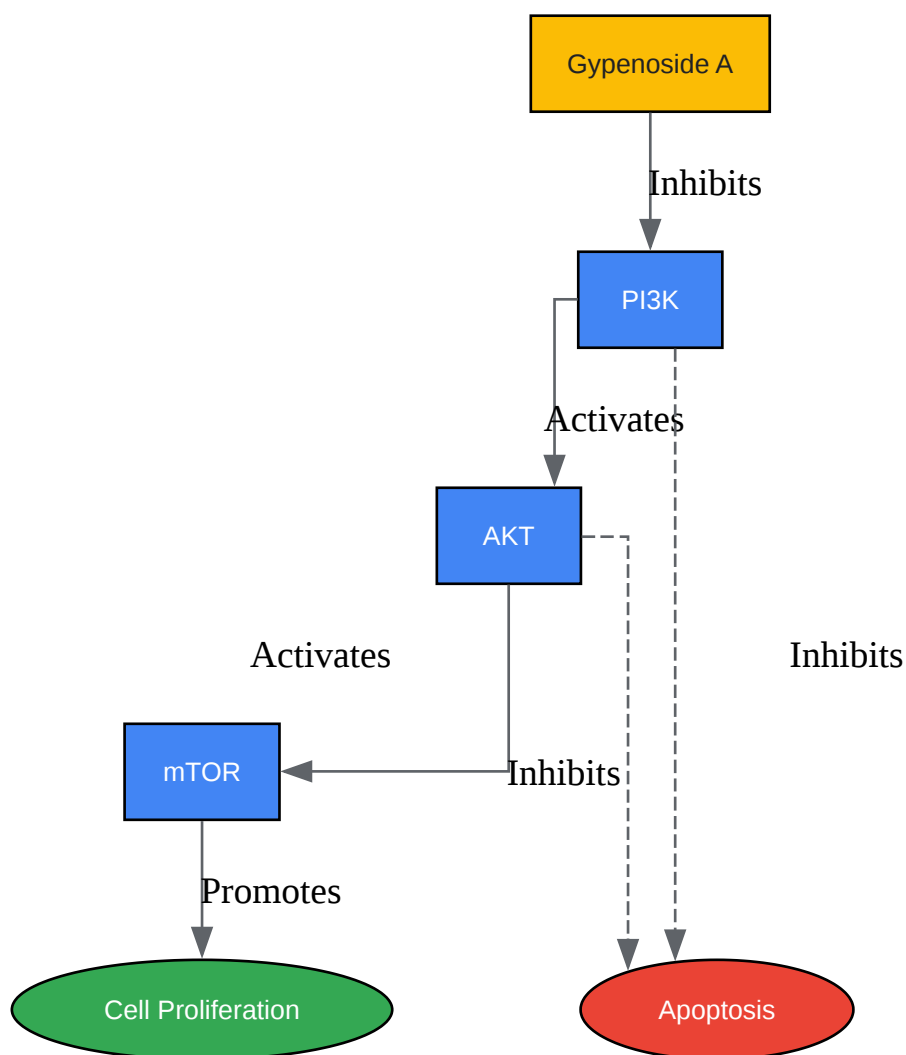 Gypenoside A
Inhibits
PI3K
Activates
AKT
Activates
Inhibits
mTOR
Inhibits
Promotes
Cell Proliferation
Apoptosis